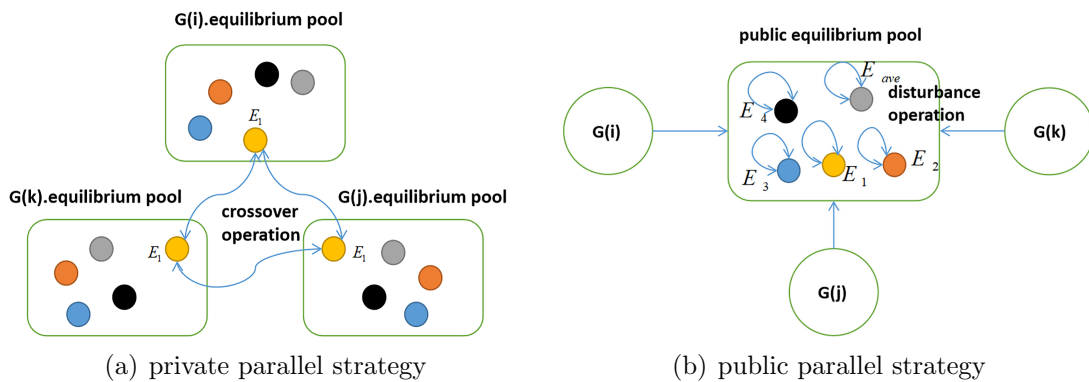 G(i).equilibrium pool
E1
G(k).equilibrium pool
G(j).equilibrium pool
crossover
operation
E1
E1
(a) private parallel strategy
public equilibrium pool
E ave
disturbance
operation
E 4
G(i)
G(k)
E 3
E 1
E 2
G(j)
(b) public parallel strategy